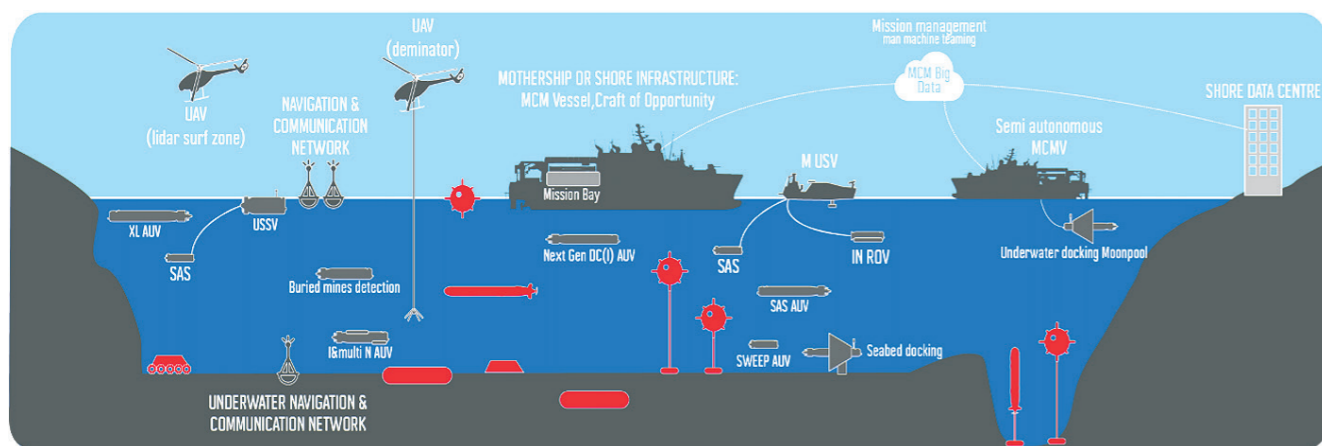 UAV
(lidar surf zone)
NAVIGATION &
COMMUNICATION
NETWORK
UAV
(deminator)
MOTHERSHIP OR SHORE INFRASTRUCTURE:
MCM Vessel,Craft of Opportunity
Mission management
man machine teaming
MCM Big
Data
SHORE DATA CENTRE
Semi autonomous
MCMV
M USV
Mission Bay
XL AUV
USSV
SAS
Next Gen DC(I) AUV
SAS
IN ROV
Underwater docking Moonpool
Buried mines detection
SAS AUV
I&multi N AUV
SWEEP AUV
Seabed docking
UNDERWATER NAVIGATION &
COMMUNICATION NETWORK